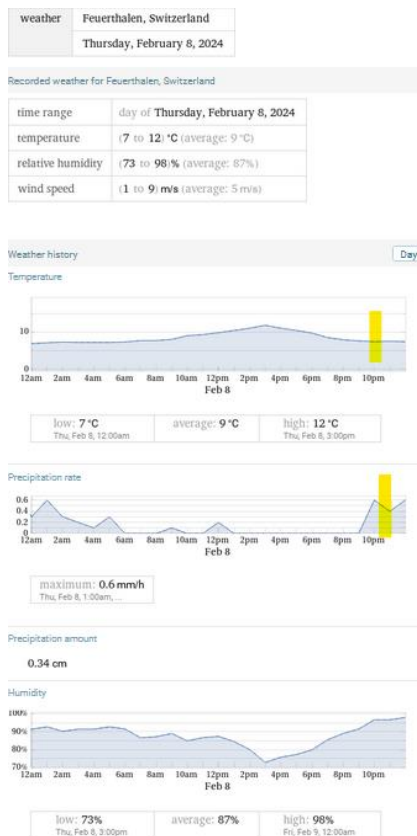 weather Feuerthalen, Switzerland
Thursday, February 8, 2024
Recorded weather for Feuerthalen, Switzerland
time range day of Thursday, February 8, 2024
temperature (7 to 12) °C (average: 9 °C)
relative humidity (73 to 98)% (average: 87%)
wind speed (1 to 9) m/s (average: 5 m/s)
Weather history Day
Temperature
10
0
12am 2am 4am 6am 8am 10am 12pm 2pm 4pm 6pm 8pm 10pm
Feb 8
low: 7 °C average: 9 °C high: 12 °C
Thu, Feb 8, 12:00am Thu, Feb 8, 3:00pm
Precipitation rate
0.6
0.4
0.2
0
12am 2am 4am 6am 8am 10am 12pm 2pm 4pm 6pm 8pm 10pm
Feb 8
maximum: 0.6 mm/h
Thu, Feb 8, 1:00am, ...
Precipitation amount
0.34 cm
Humidity
100%
90%
80%
70%
12am 2am 4am 6am 8am 10am 12pm 2pm 4pm 6pm 8pm 10pm
Feb 8
low: 73% average: 87% high: 98%
Thu, Feb 8, 3:00pm Fri, Feb 9, 12:00am